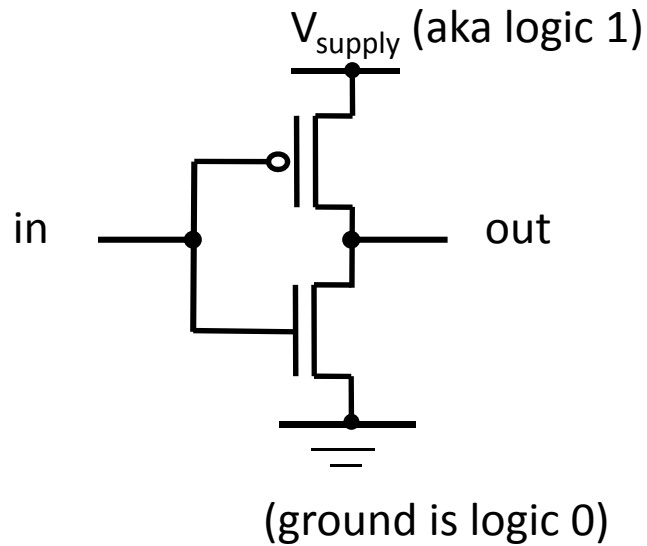 Vsupply (aka logic 1)
in
out
(ground is logic 0)